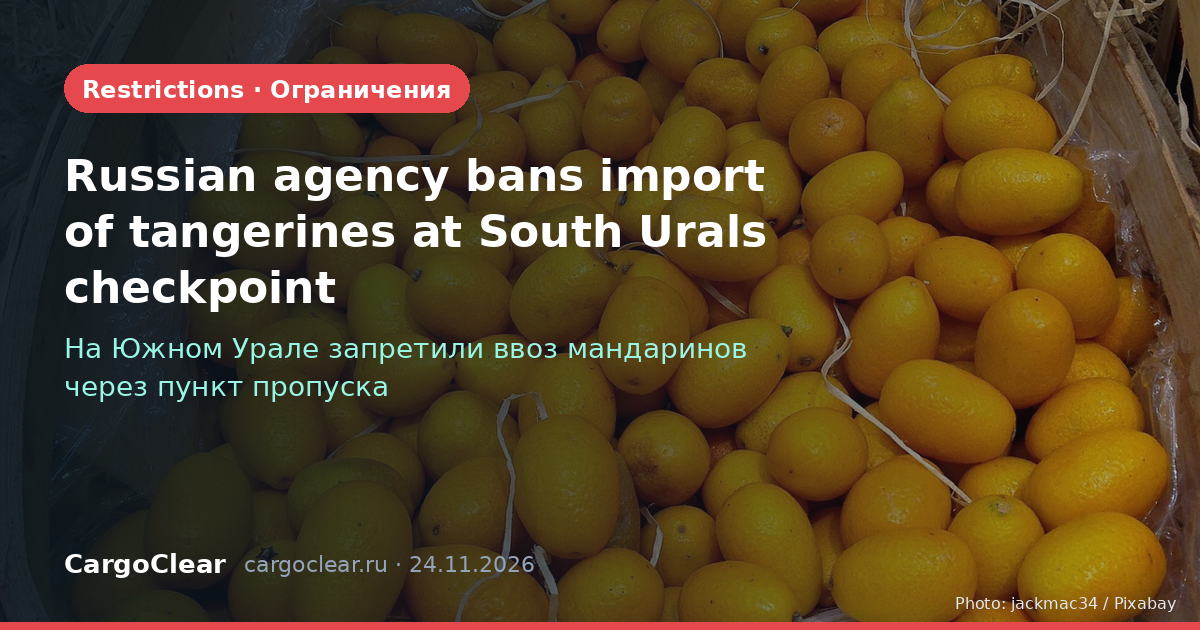 Restrictions · Ограничения
Russian agency bans import
of tangerines at South Urals
checkpoint
На Южном Урале запретили ввоз мандаринов
через пункт пропуска
CargoClear cargoclear.ru · 24.11.2026
Photo: jackmac34 / Pixabay